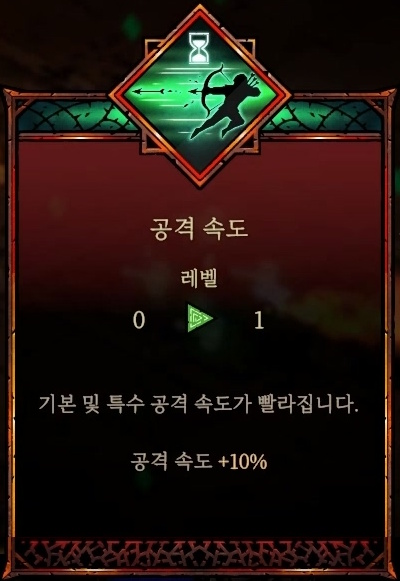 공격 속도
레벨
0 1
기본 및 특수 공격 속도가 빨라집니다.
공격 속도 +10%